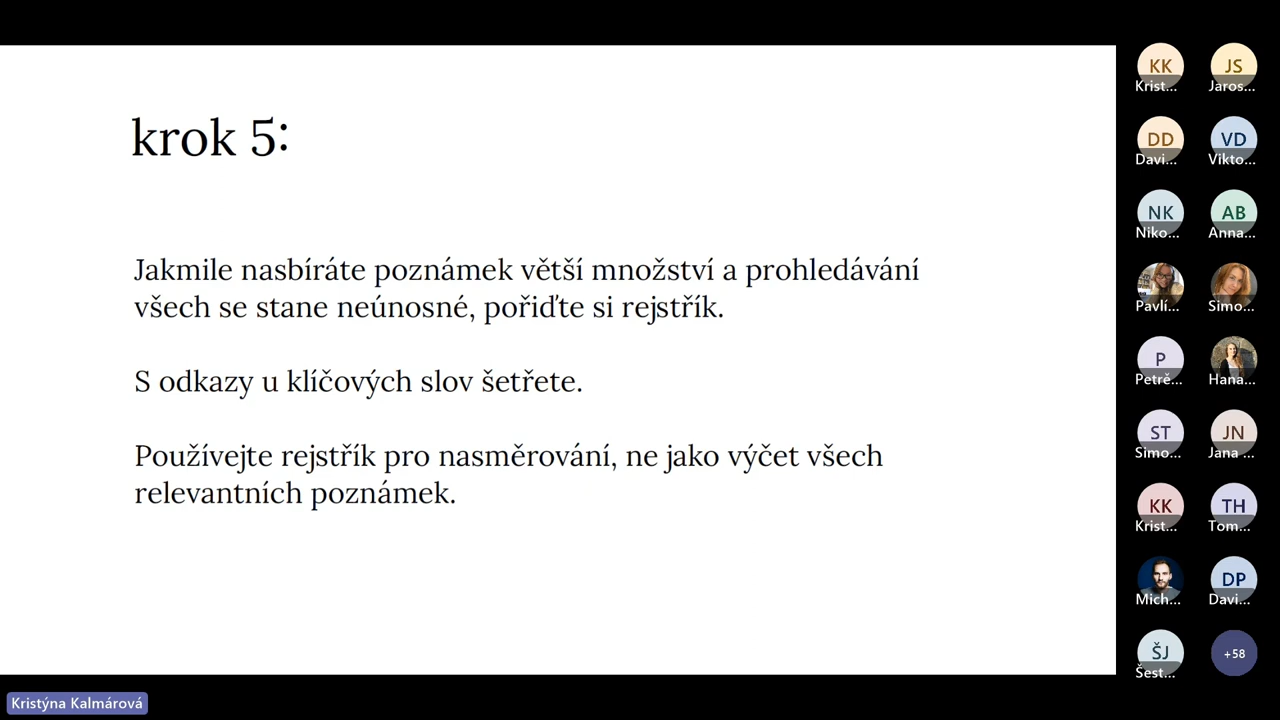 krok 5:
Jakmile nasbíráte poznámek větší množství a prohledávání
všech se stane neúnosné, pořiďte si rejstřík.
S odkazy u klíčových slov šetřete.
Používejte rejstřík pro nasměrování, ne jako výčet všech
relevantních poznámek.
KK
Krist...
JS
Jaros...
DD
Davi...
VD
Vikto...
NK
Niko...
AB
Anna...
Pavlí...
Simo...
P
Petrě...
Hana...
ST
Simo...
JN
Jana ...
KK
Krist...
TH
Tom...
Mich...
DP
Davi...
ŠJ
Šest...
+58
Kristýna Kalmárová